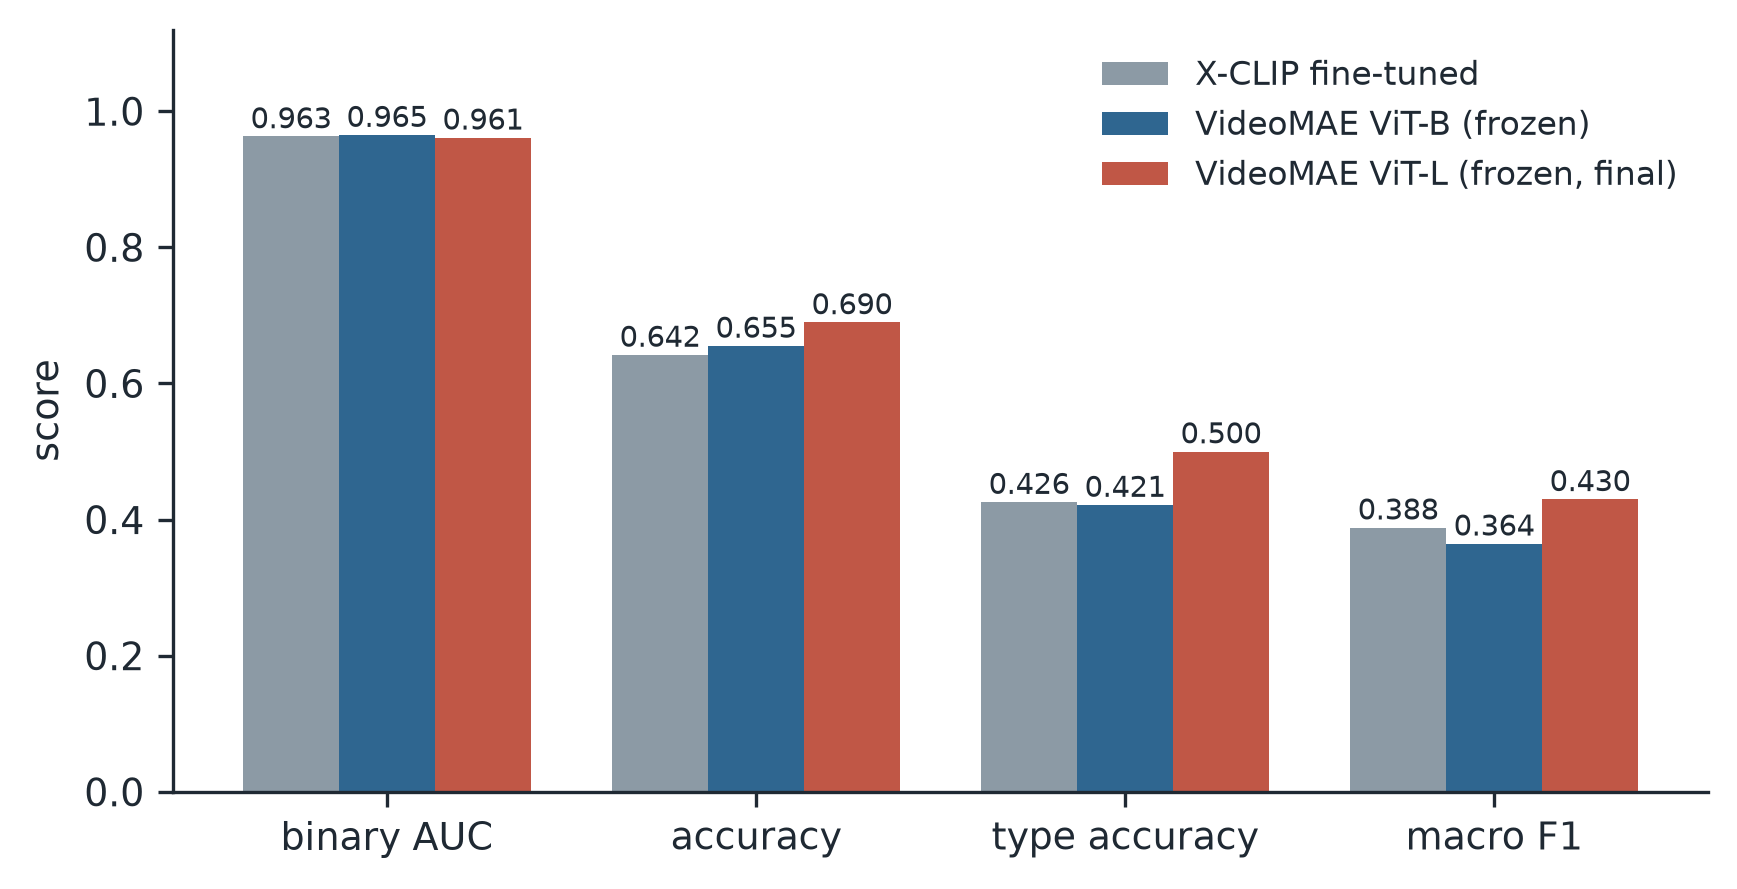 X-CLIP fine-tuned
VideoMAE ViT-B (frozen)
VideoMAE ViT-L (frozen, final)
score
1.0
0.8
0.6
0.4
0.2
0.0
0.963 0.965 0.961
0.642 0.655 0.690
0.426 0.421 0.500
0.388 0.364 0.430
binary AUC accuracy type accuracy macro F1